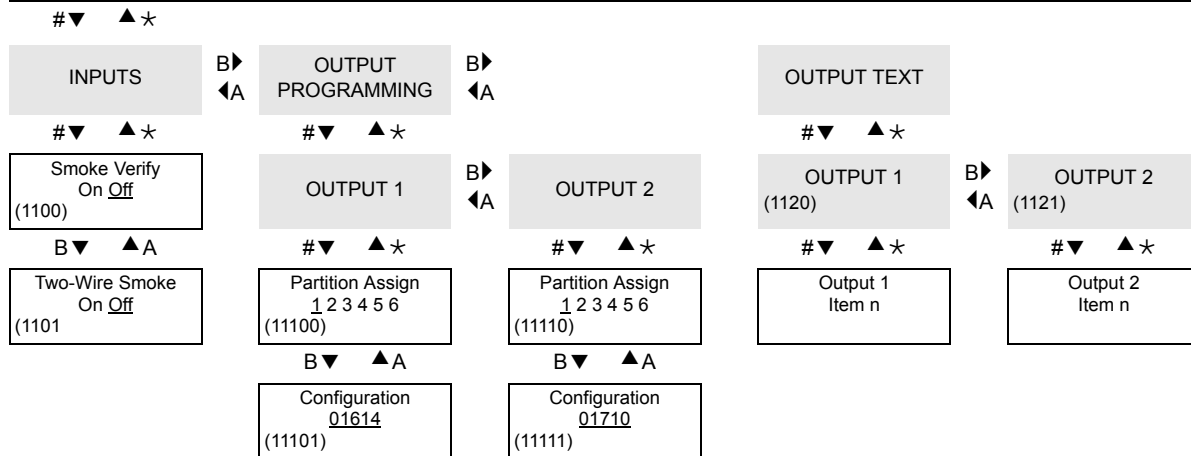 #▼ ▲☆
INPUTS
B▶
◀A
OUTPUT
PROGRAMMING
B▶
◀A
OUTPUT TEXT
#▼ ▲☆
#▼ ▲☆
#▼ ▲☆
Smoke Verify
On Off
(1100)
OUTPUT 1
B▶
◀A
OUTPUT 2
OUTPUT 1
(1120)
B▶
◀A
OUTPUT 2
(1121)
B▼ ▲A
#▼ ▲☆
#▼ ▲☆
#▼ ▲☆
#▼ ▲☆
Two-Wire Smoke
On Off
(1101
Partition Assign
1 2 3 4 5 6
(11100)
Partition Assign
1 2 3 4 5 6
(11110)
Output 1
Item n
Output 2
Item n
B▼ ▲A
B▼ ▲A
Configuration
01614
(11101)
Configuration
01710
(11111)